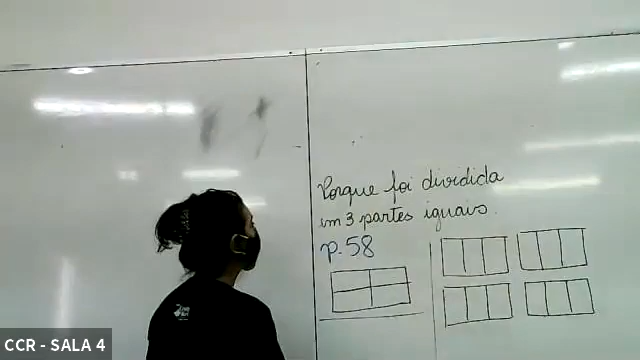 Porque foi dividida
em 3 partes iguais.
p. 58
CCR - SALA 4